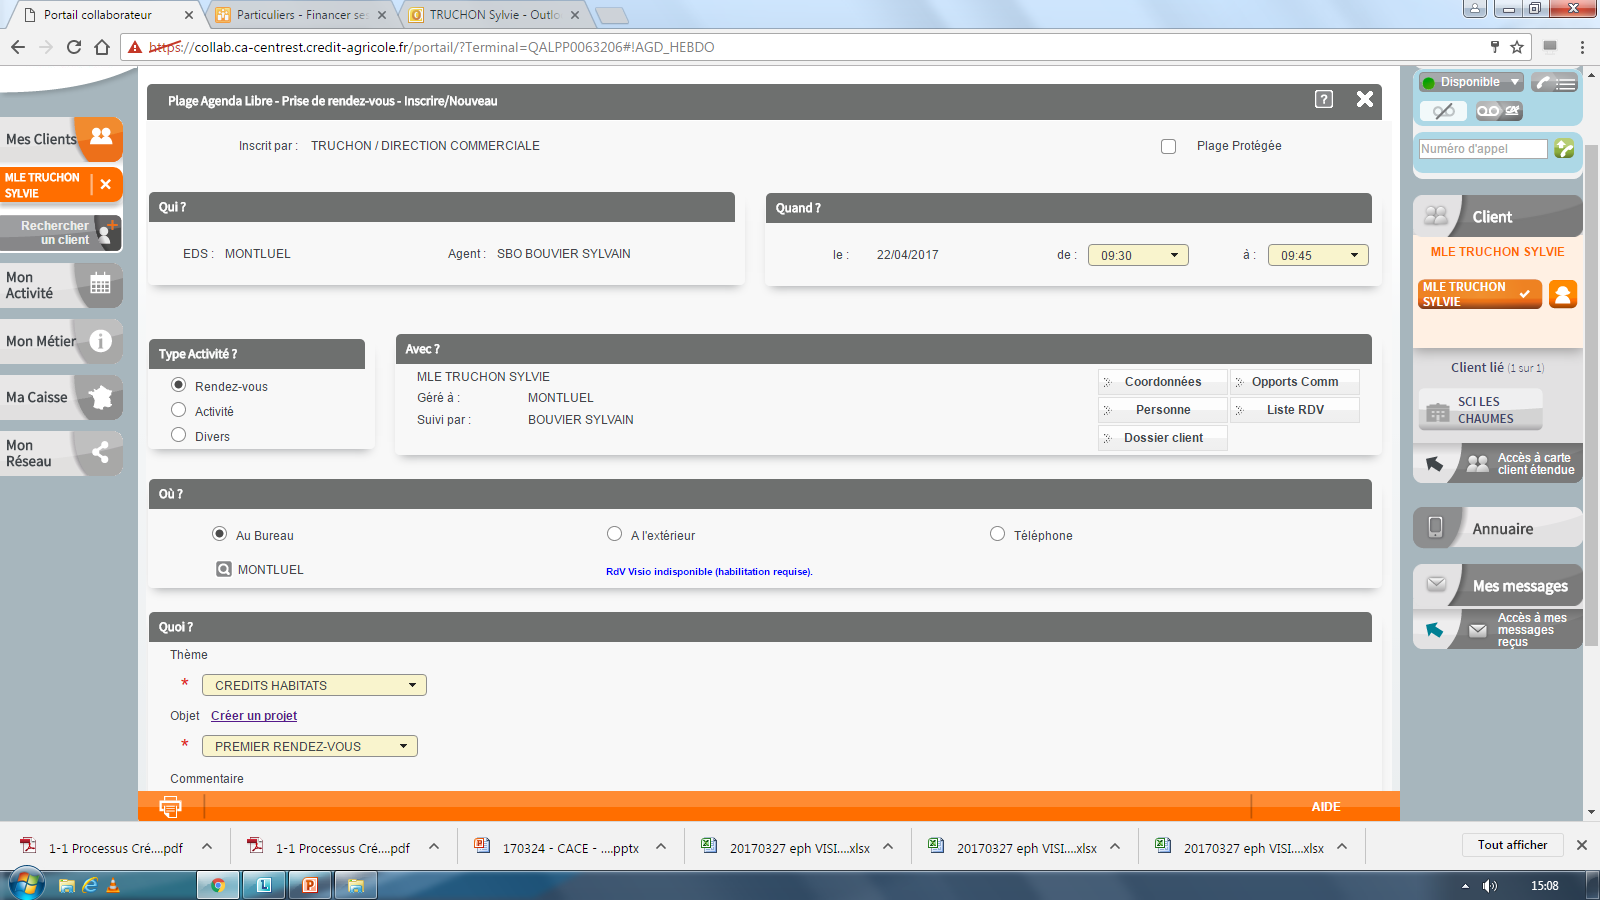 Portail collaborateur
Particuliers - Financer se
TRUCHON Sylvie - Outlo
https://collab.ca-centrest.credit-agricole.fr/portail/?Terminal=QALPP0063206#!AGD_HEBDO
Plage Agenda Libre - Prise de rendez-vous - Inscrire/Nouveau
?
Inscrit par : TRUCHON / DIRECTION COMMERCIALE
Plage Protégée
Mes Clients
MLE TRUCHON
SYLVIE
Rechercher
un client
Mon
Activité
Mon Métier
Ma Caisse
Mon
Réseau
Qui ?
EDS : MONTLUEL
Agent : SBO BOUVIER SYLVAIN
Quand ?
le : 22/04/2017
de : 09:30
à : 09:45
Type Activité ?
Rendez-vous
Activité
Divers
Avec ?
MLE TRUCHON SYLVIE
Géré à : MONTLUEL
Suivi par : BOUVIER SYLVAIN
Coordonnées
Opports Comm
Personne
Liste RDV
Dossier client
Où ?
Au Bureau
A l'extérieur
Téléphone
MONTLUEL
RdV Visio indisponible (habilitation requise).
Quoi ?
Thème
* CREDITS HABITATS
Objet Créer un projet
* PREMIER RENDEZ-VOUS
Commentaire
AIDE
Disponible
Numéro d'appel
Client
MLE TRUCHON SYLVIE
MLE TRUCHON
SYLVIE
Client lié (1 sur 1)
SCI LES
CHAUMES
Accès à carte
client étendue
Annuaire
Mes messages
Accès à mes
messages
reçus
1-1 Processus Cré....pdf
1-1 Processus Cré....pdf
170324 - CACE - ....pptx
20170327 eph VISI....xlsx
20170327 eph VISI....xlsx
20170327 eph VISI....xlsx
Tout afficher
15:08